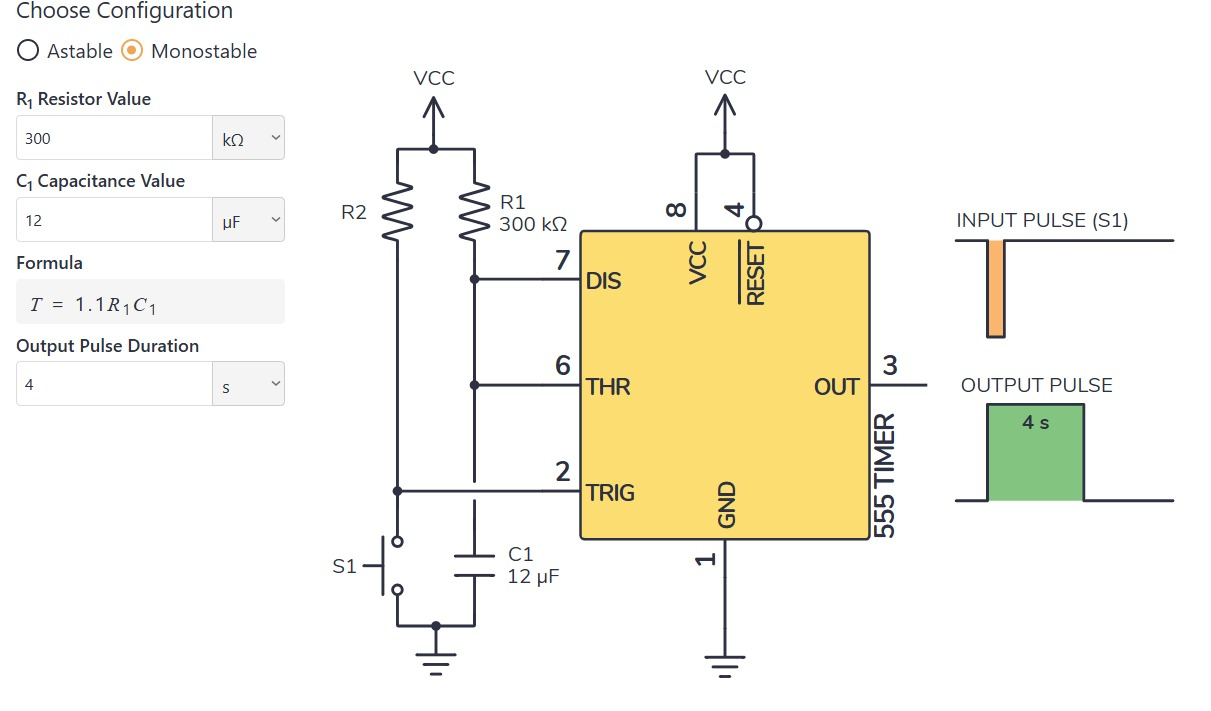 Choose Configuration
Astable Monostable
R1 Resistor Value
300 kΩ
C1 Capacitance Value
12 µF
Formula
T = 1.1R1C1
Output Pulse Duration
4 s
VCC
VCC
R2
R1
300 kΩ
8
4
7
DIS
VCC
RESET
6
THR
OUT
3
2
TRIG
GND
555 TIMER
S1
C1
12 µF
1
INPUT PULSE (S1)
OUTPUT PULSE
4 s